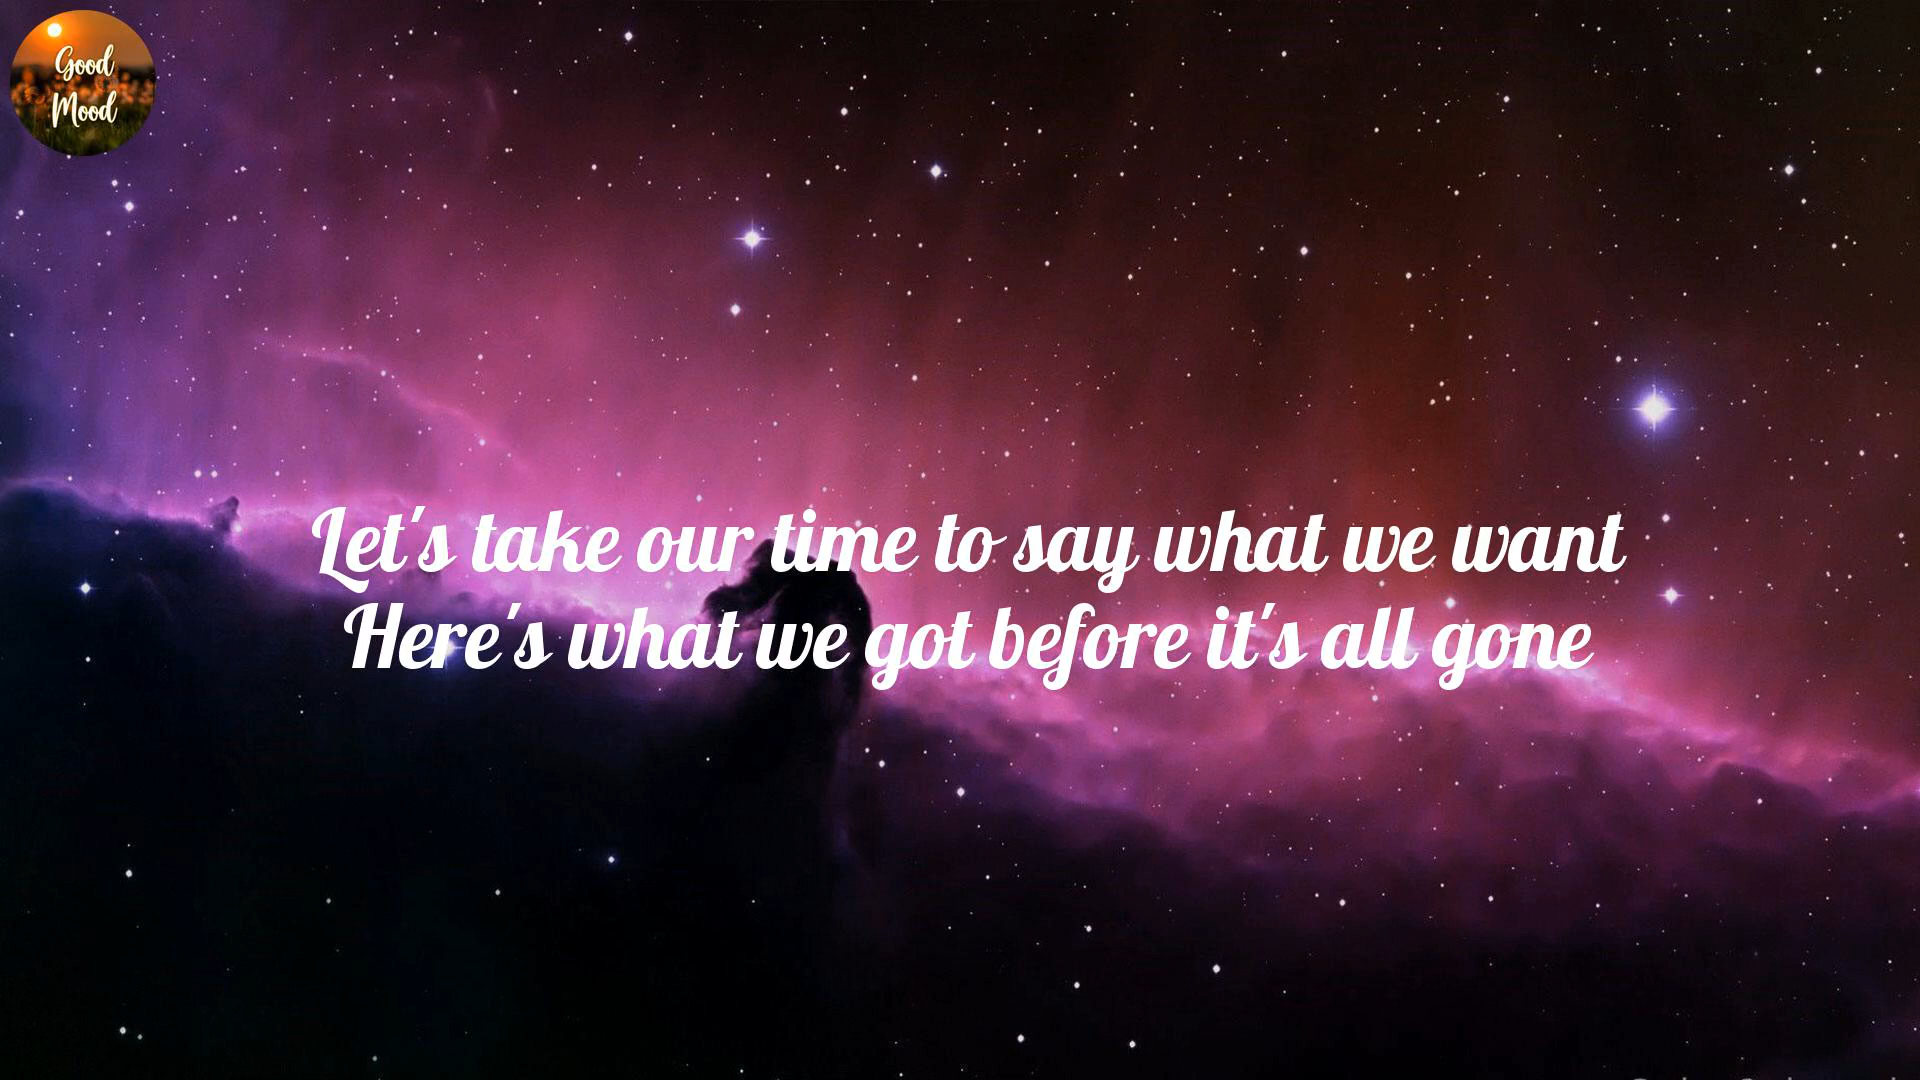 Good
Mood
Let's take our time to say what we want
Here's what we got before it's all gone